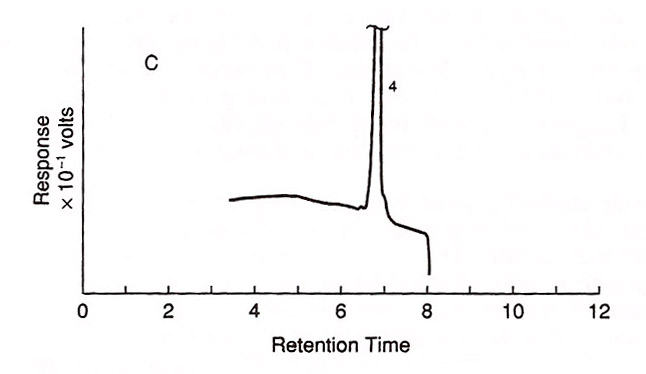 C
4
Response
× 10⁻¹ volts
0 2 4 6 8 10 12
Retention Time